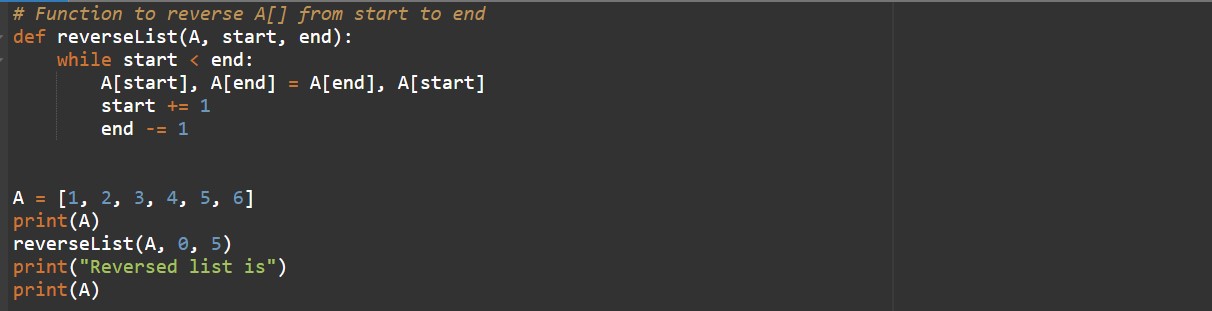 # Function to reverse A[] from start to end
def reverseList(A, start, end):
    while start < end:
        A[start], A[end] = A[end], A[start]
        start += 1
        end -= 1
A = [1, 2, 3, 4, 5, 6]
print(A)
reverseList(A, 0, 5)
print("Reversed list is")
print(A)